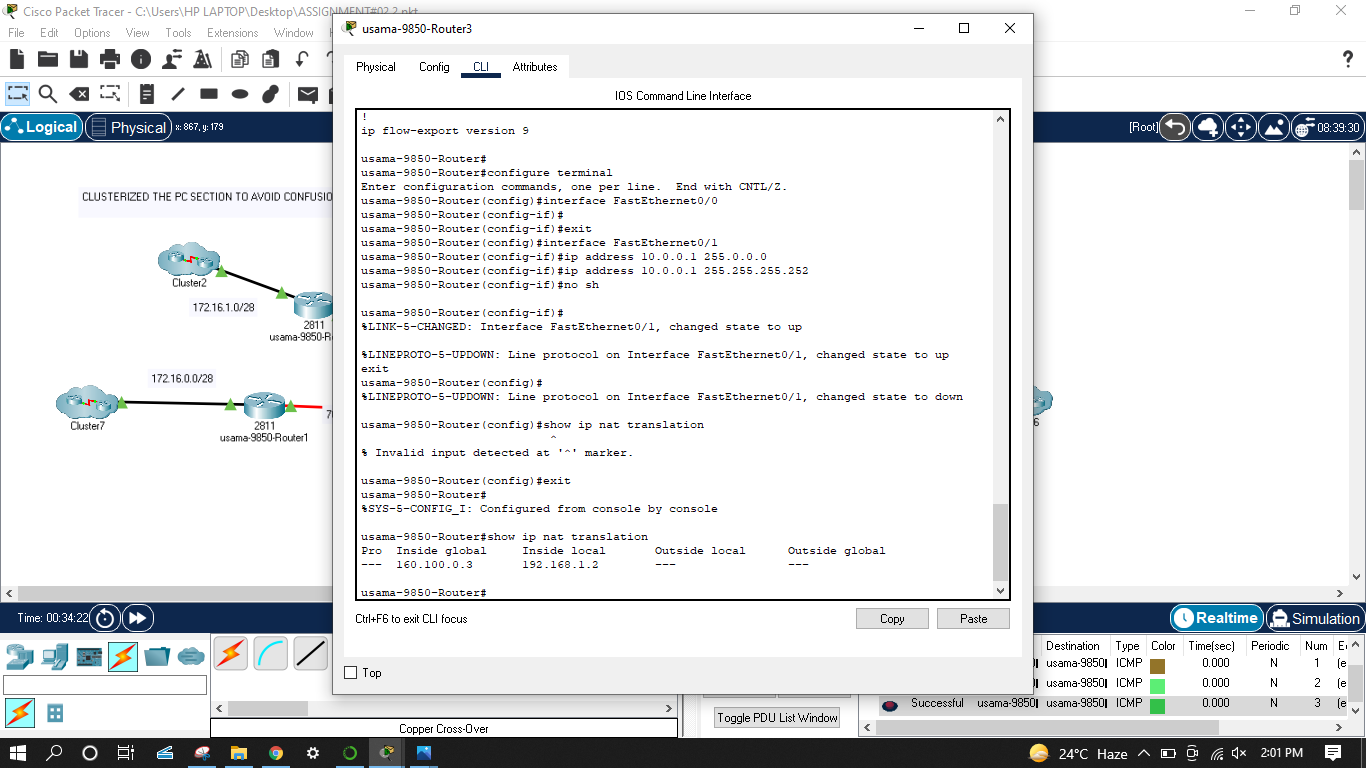 Cisco Packet Tracer - C:\Users\HP LAPTOP\Desktop\ASSIGNMENT#02 2.pkt
File Edit Options View Tools Extensions Window
Logical Physical x: 867, y: 179
[Root] 08:39:30
CLUSTERIZED THE PC SECTION TO AVOID CONFUSIO
Cluster2
172.16.1.0/28
2811
usama-9850-R
172.16.0.0/28
Cluster7
2811
usama-9850-Router1
usama-9850-Router3
Physical Config CLI Attributes
IOS Command Line Interface
!
ip flow-export version 9
usama-9850-Router#
usama-9850-Router#configure terminal
Enter configuration commands, one per line. End with CNTL/Z.
usama-9850-Router(config)#interface FastEthernet0/0
usama-9850-Router(config-if)#
usama-9850-Router(config-if)#exit
usama-9850-Router(config)#interface FastEthernet0/1
usama-9850-Router(config-if)#ip address 10.0.0.1 255.0.0.0
usama-9850-Router(config-if)#ip address 10.0.0.1 255.255.255.252
usama-9850-Router(config-if)#no sh
usama-9850-Router(config-if)#
%LINK-5-CHANGED: Interface FastEthernet0/1, changed state to up
%LINEPROTO-5-UPDOWN: Line protocol on Interface FastEthernet0/1, changed state to up
exit
usama-9850-Router(config)#
%LINEPROTO-5-UPDOWN: Line protocol on Interface FastEthernet0/1, changed state to down
usama-9850-Router(config)#show ip nat translation
^
% Invalid input detected at '^' marker.
usama-9850-Router(config)#exit
usama-9850-Router#
%SYS-5-CONFIG_I: Configured from console by console
usama-9850-Router#show ip nat translation
Pro Inside global Inside local Outside local Outside global
--- 160.100.0.3 192.168.1.2 --- ---
usama-9850-Router#
Ctrl+F6 to exit CLI focus
Copy Paste
Top
Time: 00:34:22
Realtime Simulation
Copper Cross-Over
Toggle PDU List Window
Destination Type Color Time(sec) Periodic Num
usama-9850 ICMP 0.000 N 1 (e
usama-9850 ICMP 0.000 N 2 (e
Successful usama-9850 usama-9850 ICMP 0.000 N 3 (e
24°C Haze 2:01 PM